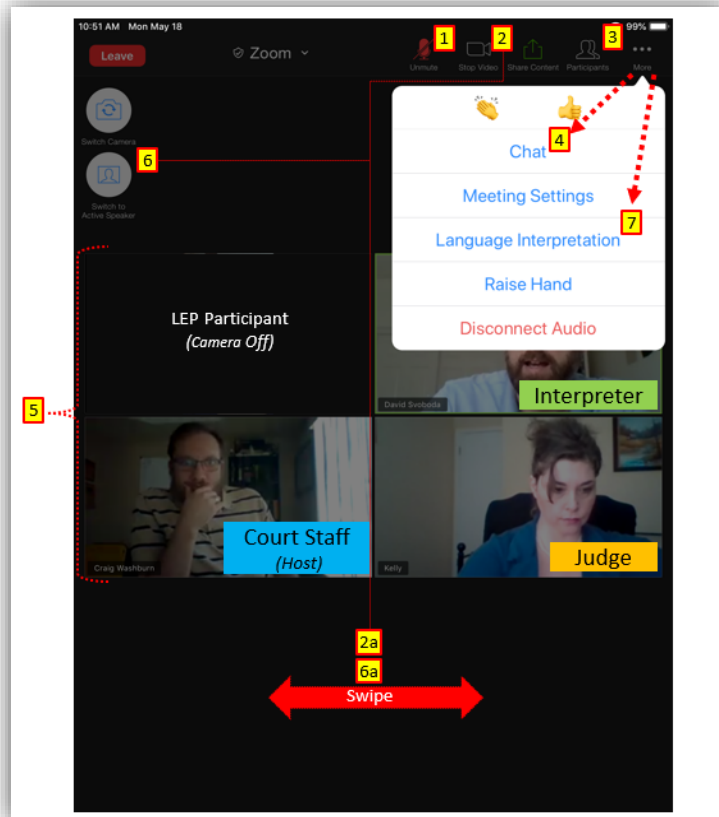 10:51 AM Mon May 18
99%
1
2
3
Leave
Zoom
Unmute
Stop Video
Share Content
Participants
More
4
Switch Camera
Chat
6
Meeting Settings
Switch to
Active Speaker
7
Language Interpretation
Raise Hand
LEP Participant
(Camera Off)
Disconnect Audio
Interpreter
David Svoboda
5
Court Staff
(Host)
Craig Washburn
Judge
Kelly
2a
6a
Swipe